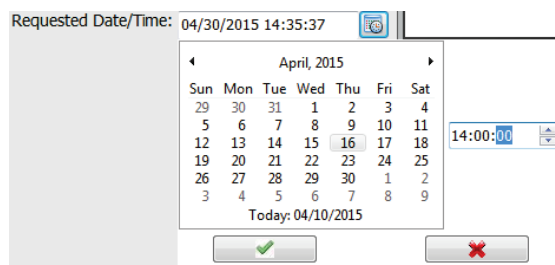 Requested Date/Time: 04/30/2015 14:35:37
April, 2015
Sun Mon Tue Wed Thu Fri Sat
29 30 31 1 2 3 4
5 6 7 8 9 10 11
12 13 14 15 16 17 18
14:00:00
19 20 21 22 23 24 25
26 27 28 29 30 1 2
3 4 5 6 7 8 9
Today: 04/10/2015